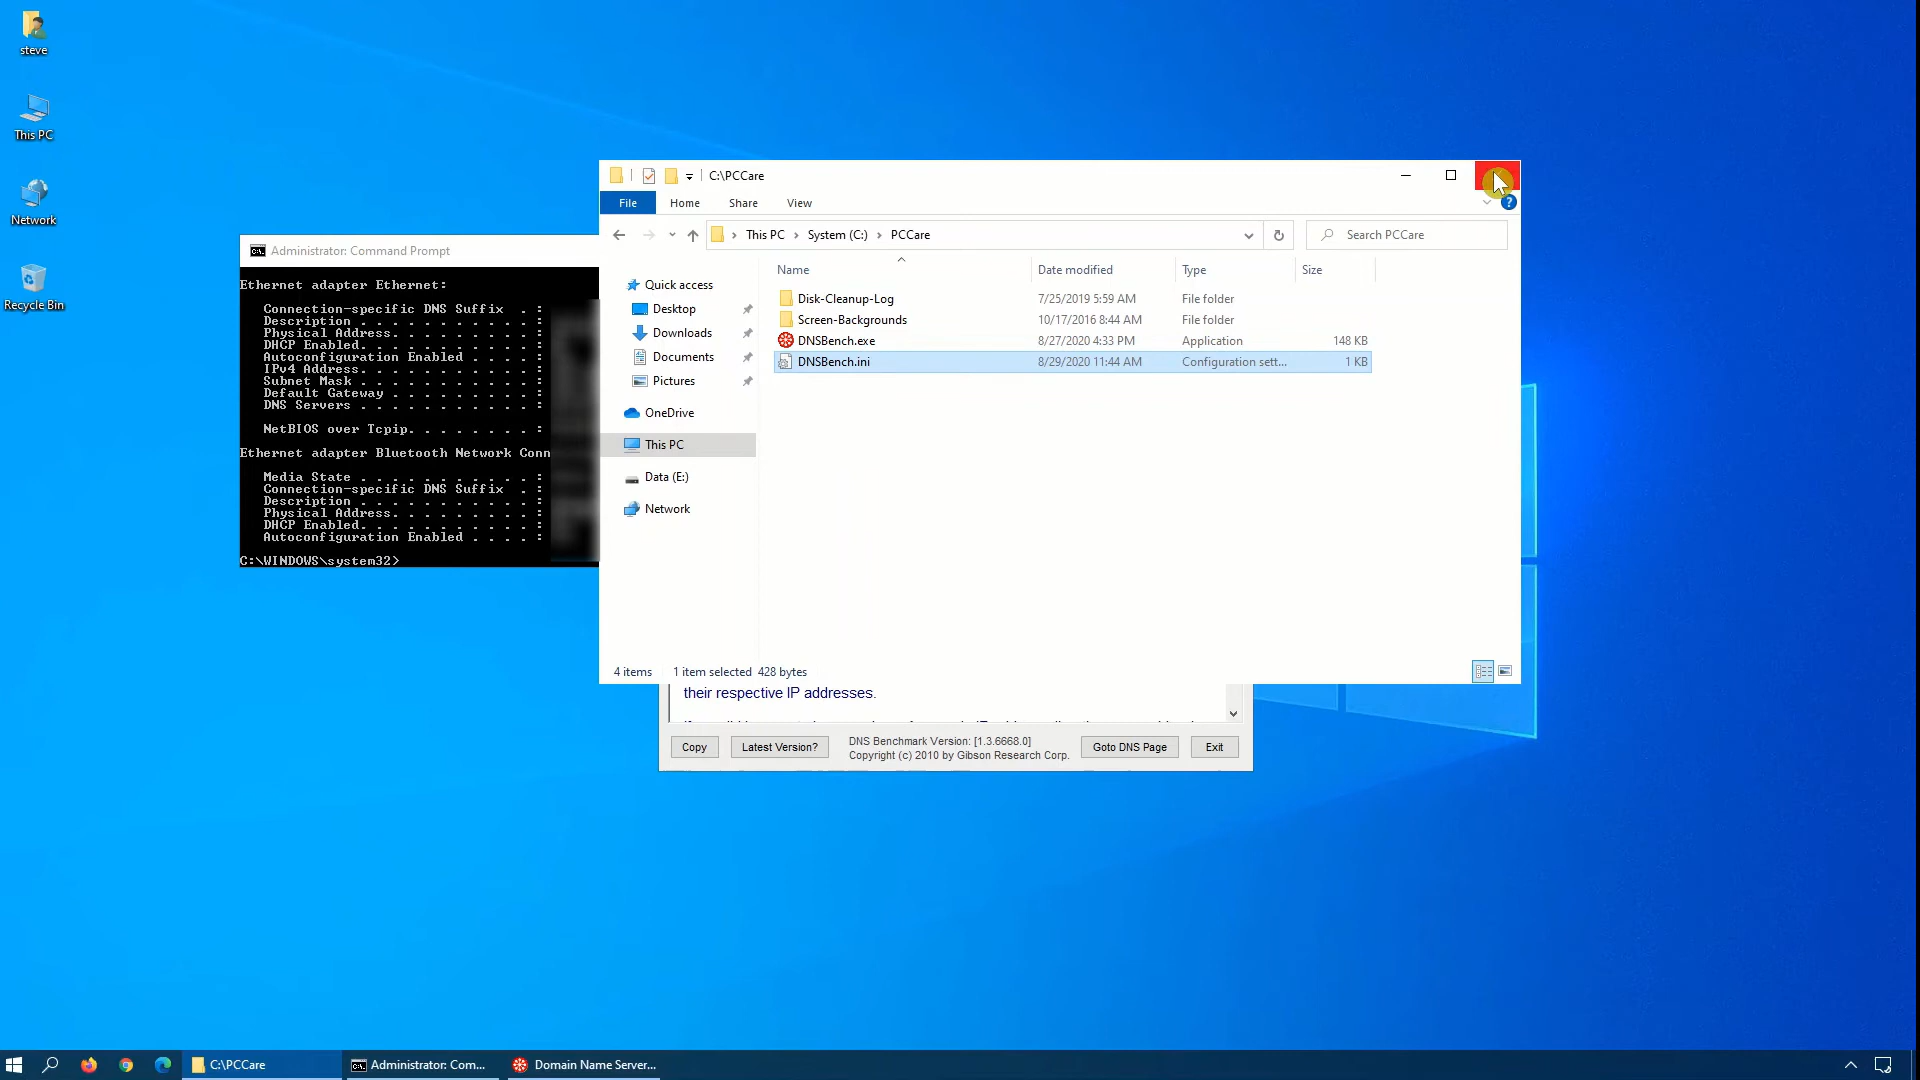 steve
This PC
Network
Recycle Bin
Administrator: Command Prompt
Ethernet adapter Ethernet:
Connection-specific DNS Suffix . :
Description . . . . . . . . . . . :
Physical Address. . . . . . . . . :
DHCP Enabled. . . . . . . . . . . :
Autoconfiguration Enabled . . . . :
IPv4 Address. . . . . . . . . . . :
Subnet Mask . . . . . . . . . . . :
Default Gateway . . . . . . . . . :
DNS Servers . . . . . . . . . . . :
NetBIOS over Tcpip. . . . . . . . :
Ethernet adapter Bluetooth Network Conn
Media State . . . . . . . . . . . :
Connection-specific DNS Suffix . :
Description . . . . . . . . . . . :
Physical Address. . . . . . . . . :
DHCP Enabled. . . . . . . . . . . :
Autoconfiguration Enabled . . . . :
C:\WINDOWS\system32>
C:\PCCare
File Home Share View
This PC > System (C:) > PCCare
Search PCCare
Quick access
Desktop
Downloads
Documents
Pictures
OneDrive
This PC
Data (E:)
Network
Name Date modified Type Size
Disk-Cleanup-Log 7/25/2019 5:59 AM File folder
Screen-Backgrounds 10/17/2016 8:44 AM File folder
DNSBench.exe 8/27/2020 4:33 PM Application 148 KB
DNSBench.ini 8/29/2020 11:44 AM Configuration sett... 1 KB
4 items 1 item selected 428 bytes
their respective IP addresses.
Copy
Latest Version?
DNS Benchmark Version: [1.3.6668.0]
Copyright (c) 2010 by Gibson Research Corp.
Goto DNS Page
Exit
C:\PCCare
Administrator: Com...
Domain Name Server...